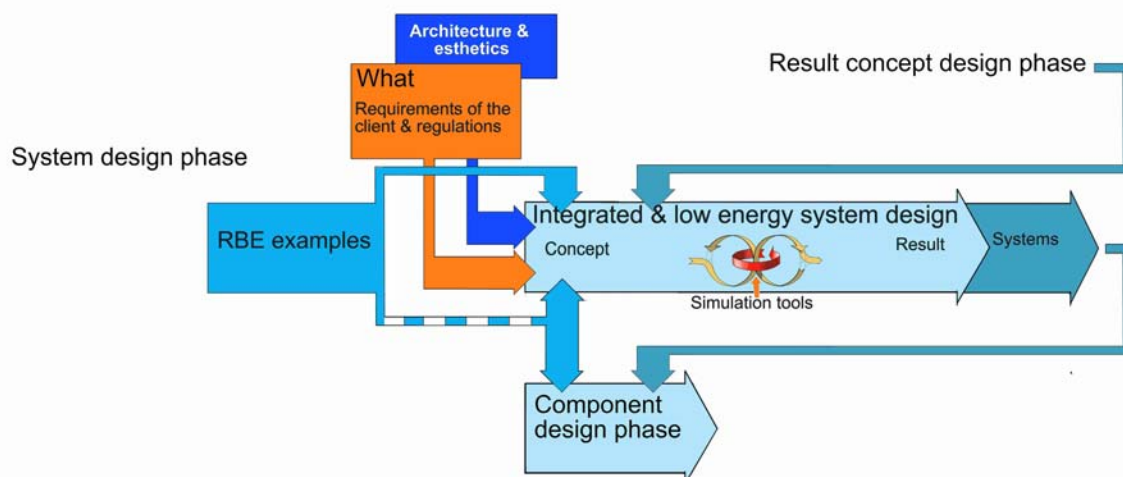 Architecture &
esthetics
What
Requirements of the
client & regulations
Result concept design phase
System design phase
RBE examples
Integrated & low energy system design
Concept
Result
Systems
Simulation tools
Component
design phase